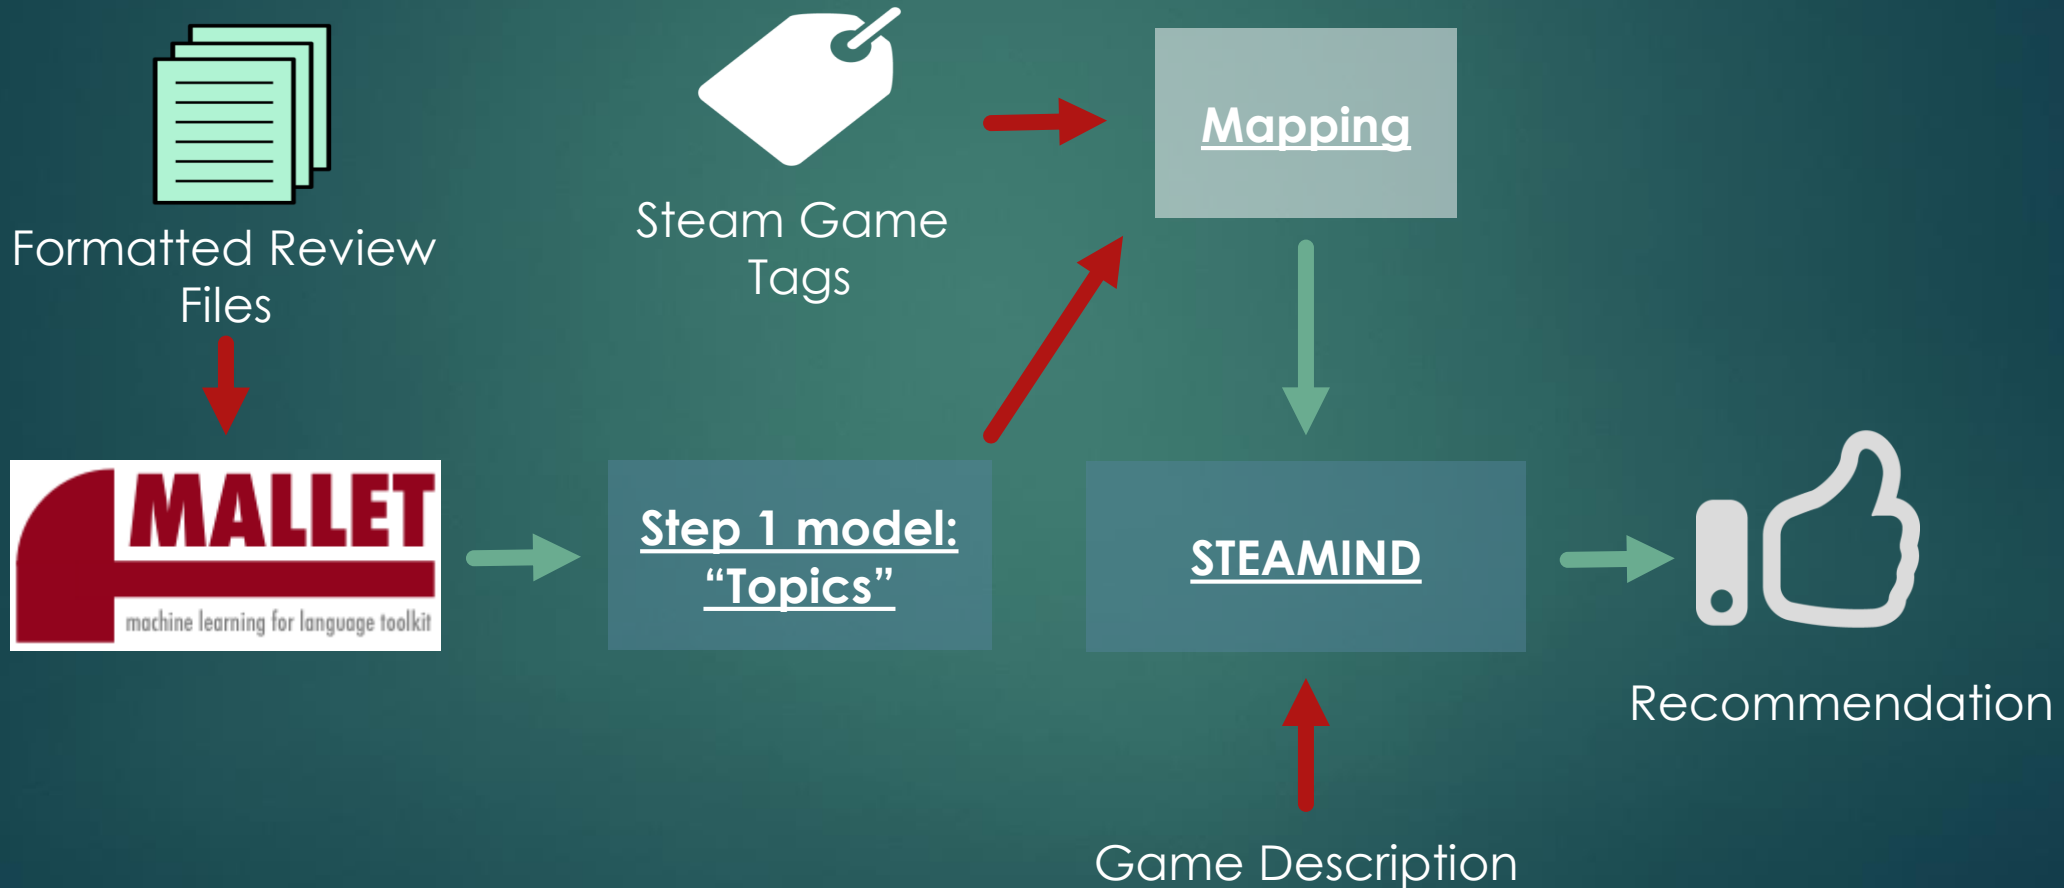 Formatted Review
Files
Steam Game
Tags
Mapping
MALLET
machine learning for language toolkit
Step 1 model:
“Topics”
STEAMIND
Recommendation
Game Description